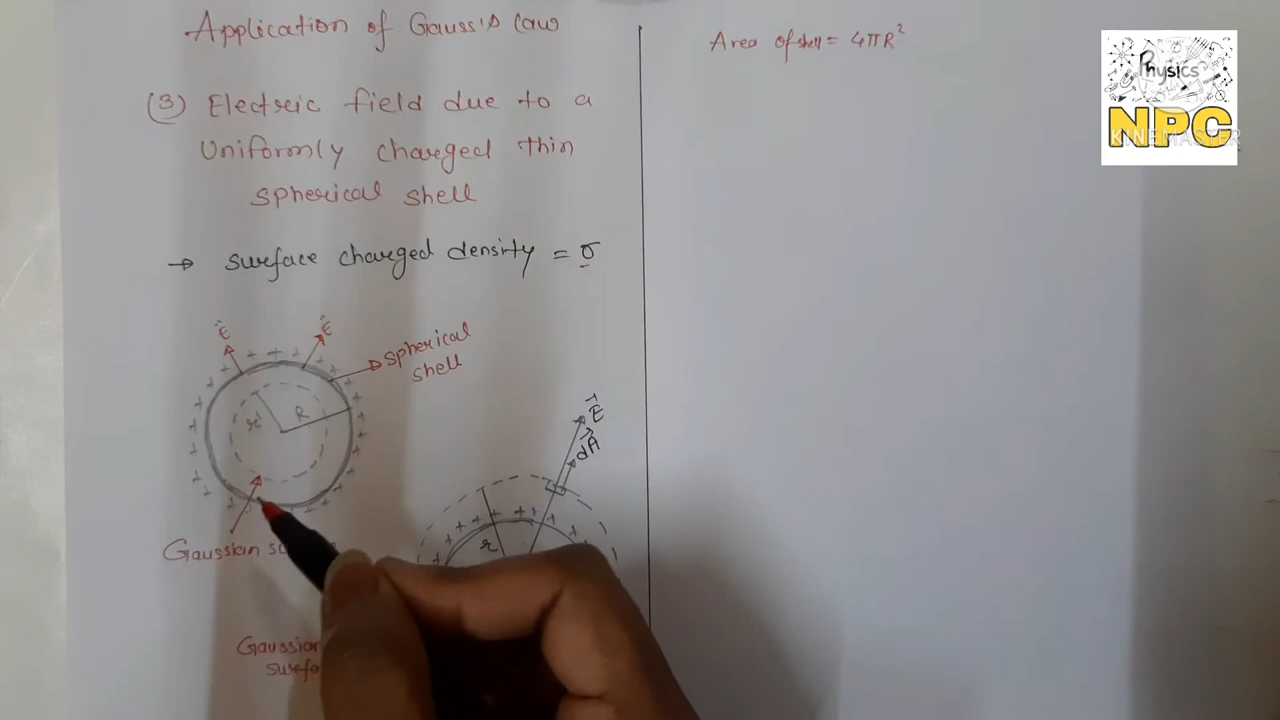 Application of Gauss's law
(3) Electric field due to a
Uniformly charged thin
spherical shell
→ surface charged density = σ
Ê Ê
spherical
shell
R
r'
Gaussian
E⃗
dA⃗
r
Gaussian
Area of shell = 4πR²
Physics
NPC
KINEMASTER